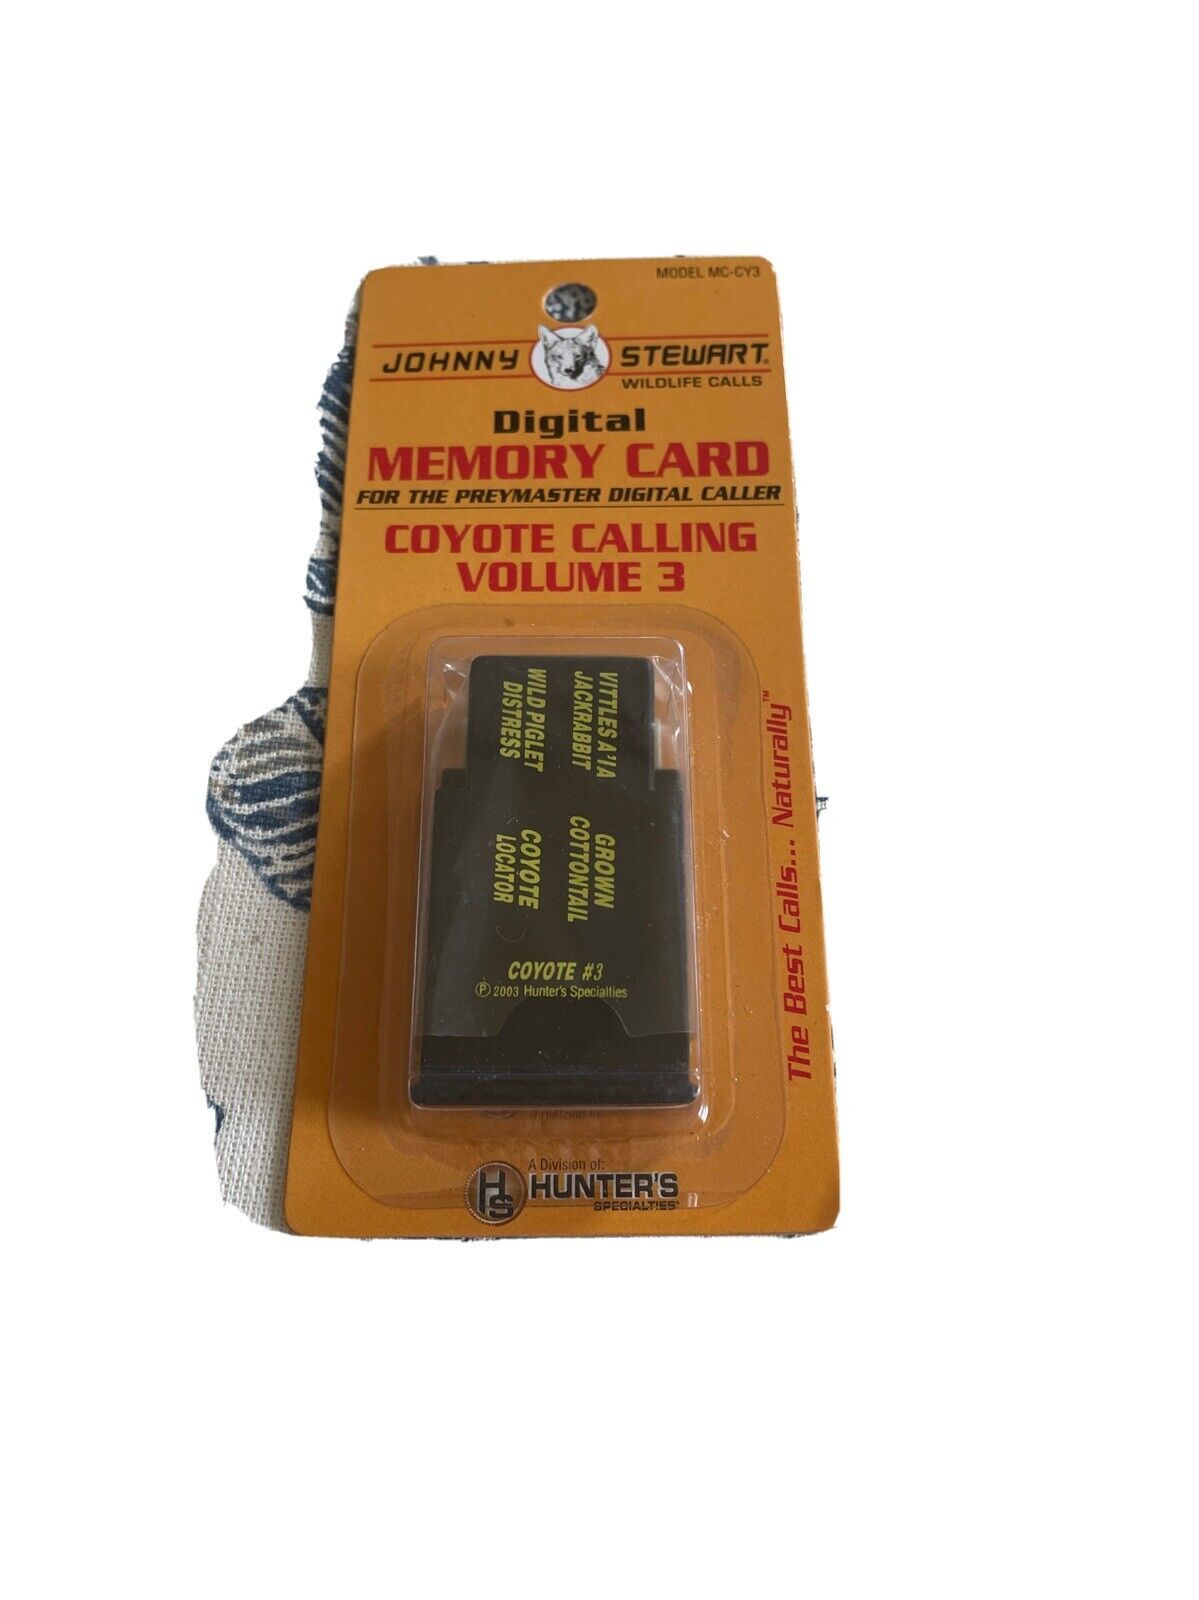 MODEL MC-CY3
JOHNNY STEWART®
WILDLIFE CALLS
Digital
MEMORY CARD
FOR THE PREYMASTER DIGITAL CALLER
COYOTE CALLING
VOLUME 3
VITTLES A'LA
JACKRABBIT
WILD PIGLET
DISTRESS
GROWN
COTTONTAIL
COYOTE
LOCATOR
COYOTE #3
℗ 2003 Hunter's Specialties
The Best Calls... Naturally™
A Division of:
HS HUNTER'S
SPECIALTIES®